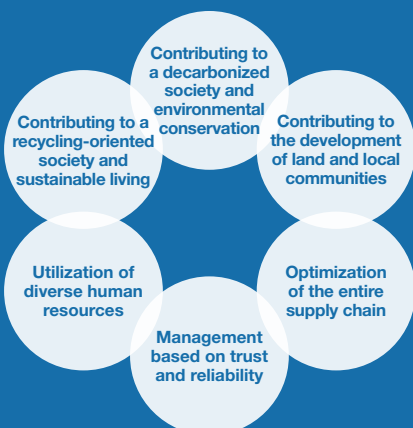 Contributing to
a decarbonized
society and
environmental
conservation
Contributing to
the development
of land and local
communities
Optimization
of the entire
supply chain
Management
based on trust
and reliability
Utilization of
diverse human
resources
Contributing to a
recycling-oriented
society and
sustainable living